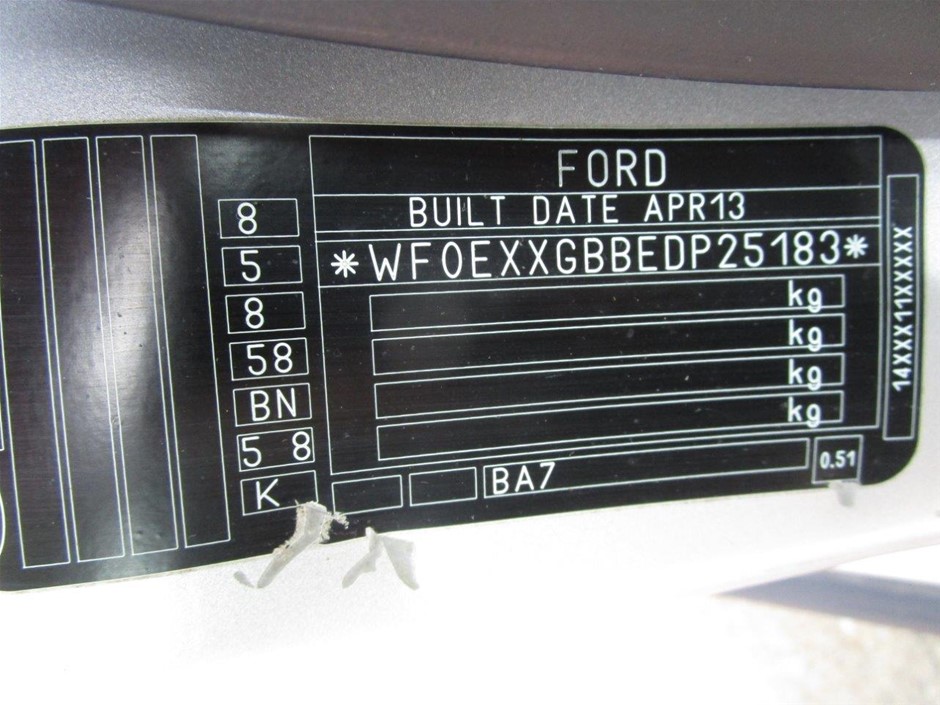 FORD
BUILT DATE APR13
*WF0EXXGBBEDP25183*
kg
kg
kg
kg
8
5
8
58
BN
5 8
K
BA7
0.51
14XXX11XXXXX